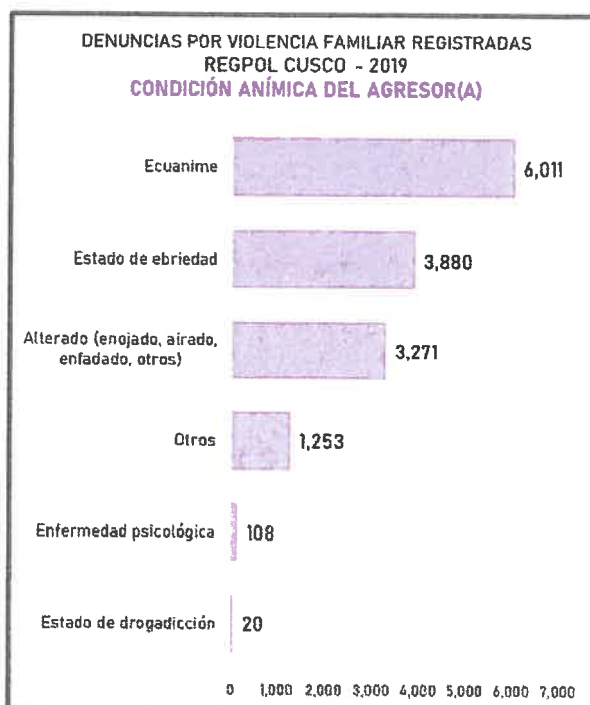 DENUNCIAS POR VIOLENCIA FAMILIAR REGISTRADAS
REGPOL CUSCO - 2019
CONDICIÓN ANÍMICA DEL AGRESOR(A)
Ecuanime
6,011
Estado de ebriedad
3,880
Alterado (enojado, airado,
enfadado, otros)
3,271
Otros
1,253
Enfermedad psicológica
108
Estado de drogadicción
20
0 1,000 2,000 3,000 4,000 5,000 6,000 7,000